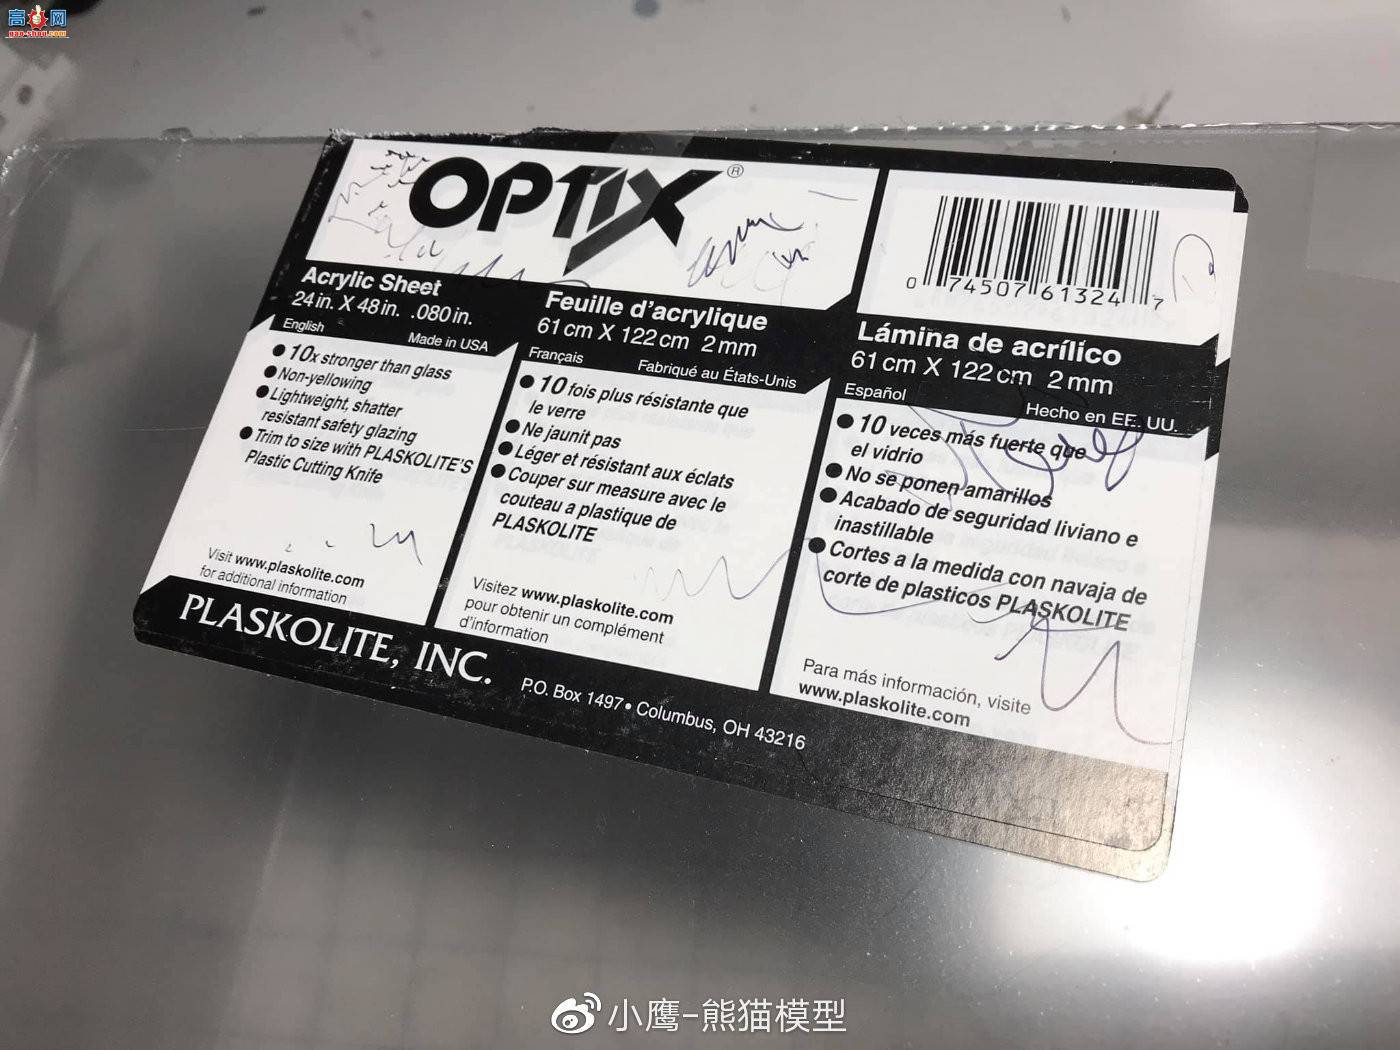 高手网
gao-shou.com
OPTIX®
0 74507 61324 7
Acrylic Sheet
24 in. X 48 in. .080 in.
English
Made in USA
10x stronger than glass
Non-yellowing
Lightweight, shatter
resistant safety glazing
Trim to size with PLASKOLITE'S
Plastic Cutting Knife
Visit www.plaskolite.com
for additional information
Feuille d'acrylique
61 cm X 122 cm 2 mm
Français
Fabriqué au États-Unis
10 fois plus résistante que
le verre
Ne jaunit pas
Léger et résistant aux éclats
Couper sur measure avec le
couteau a plastique de
PLASKOLITE
Visitez www.plaskolite.com
pour obtenir un complément
d'information
Lámina de acrílico
61 cm X 122 cm 2 mm
Español
Hecho en EE. UU.
10 veces más fuerte que
el vidrio
No se ponen amarillos
Acabado de seguridad liviano e
inastillable
Cortes a la medida con navaja de
corte de plasticos PLASKOLITE
Para más información, visite
www.plaskolite.com
PLASKOLITE, INC.
P.O. Box 1497 • Columbus, OH 43216
小鹰-熊猫模型